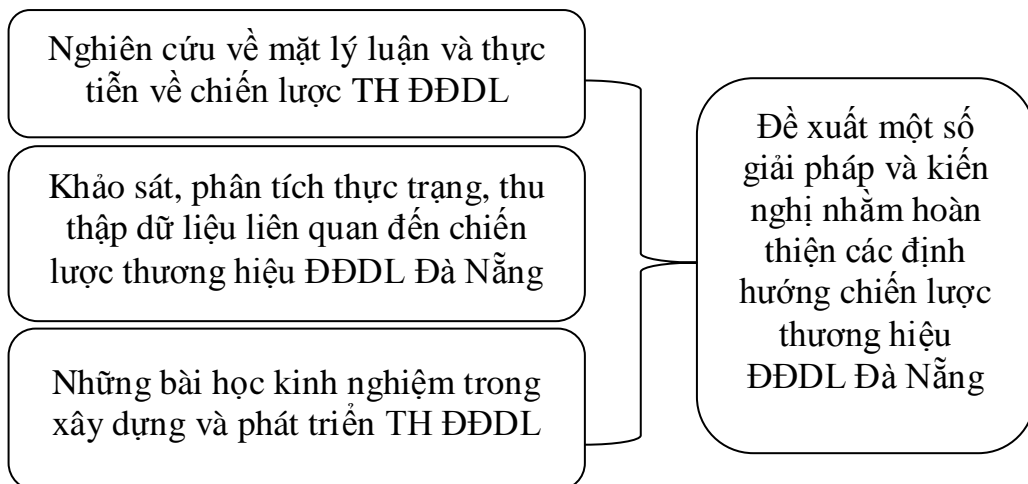 Nghiên cứu về mặt lý luận và thực
tiễn về chiến lược TH ĐĐDL
Khảo sát, phân tích thực trạng, thu
thập dữ liệu liên quan đến chiến
lược thương hiệu ĐĐDL Đà Nẵng
Những bài học kinh nghiệm trong
xây dựng và phát triển TH ĐĐDL
Đề xuất một số
giải pháp và kiến
nghị nhằm hoàn
thiện các định
hướng chiến lược
thương hiệu
ĐĐDL Đà Nẵng